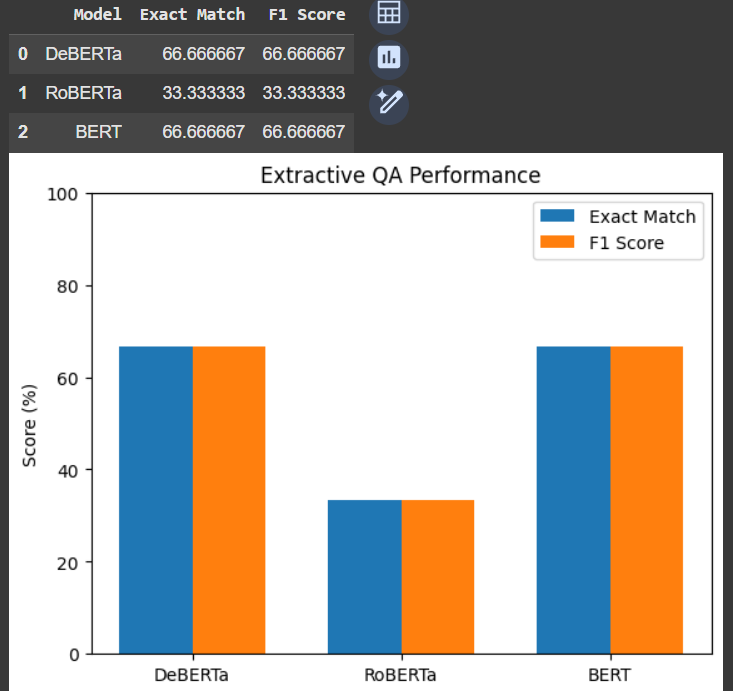 Model Exact Match F1 Score
0 DeBERTa 66.666667 66.666667
1 RoBERTa 33.333333 33.333333
2 BERT 66.666667 66.666667
Extractive QA Performance
100
80
60
40
20
0
Score (%)
Exact Match
F1 Score
DeBERTa RoBERTa BERT